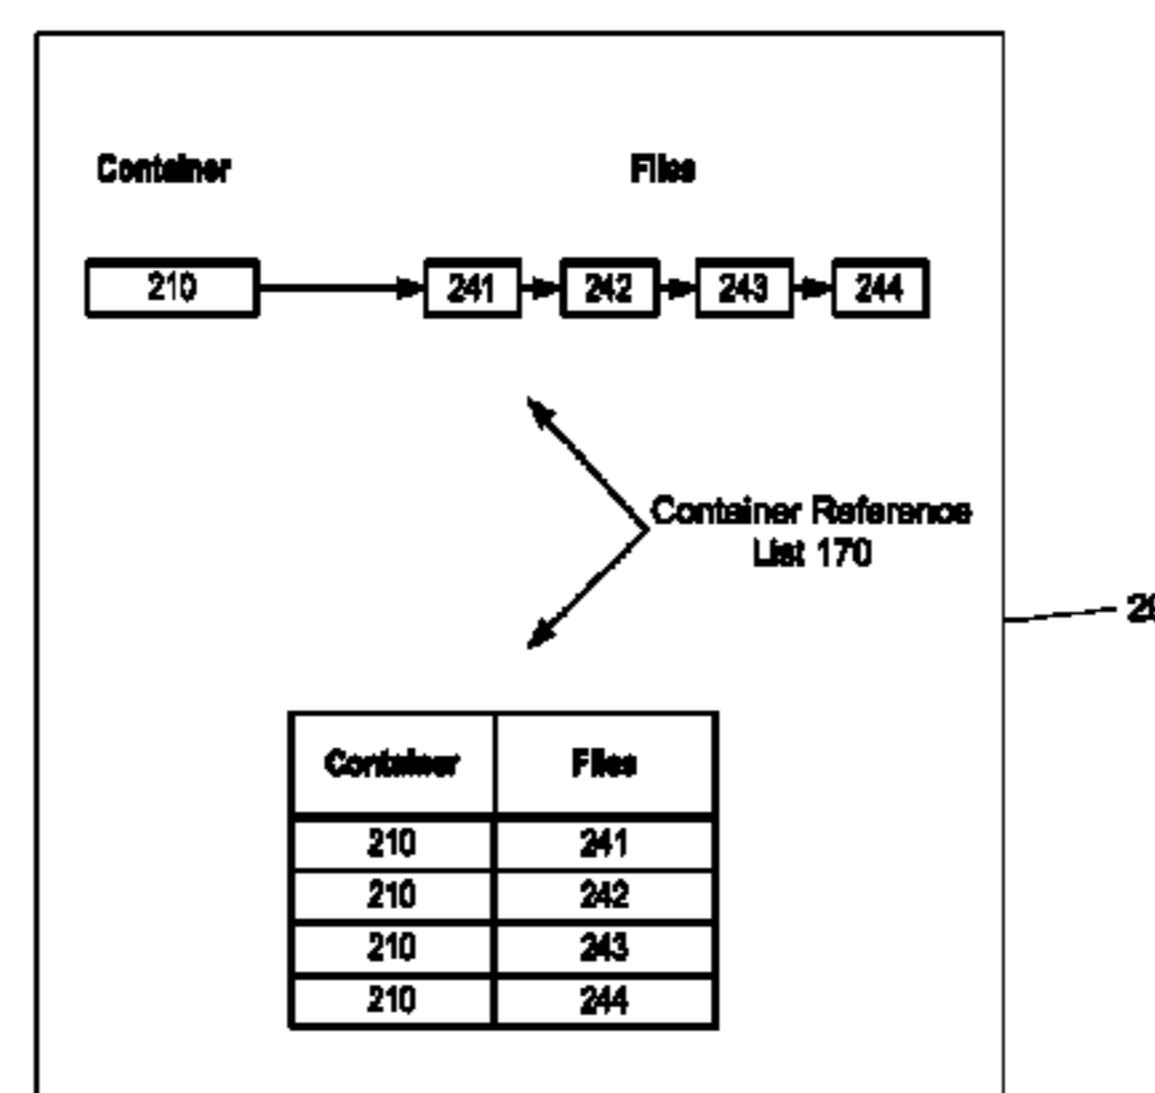 Container Files
210 241 242 243 244
Container Reference
List 170
Container Files
210 241
210 242
210 243
210 244